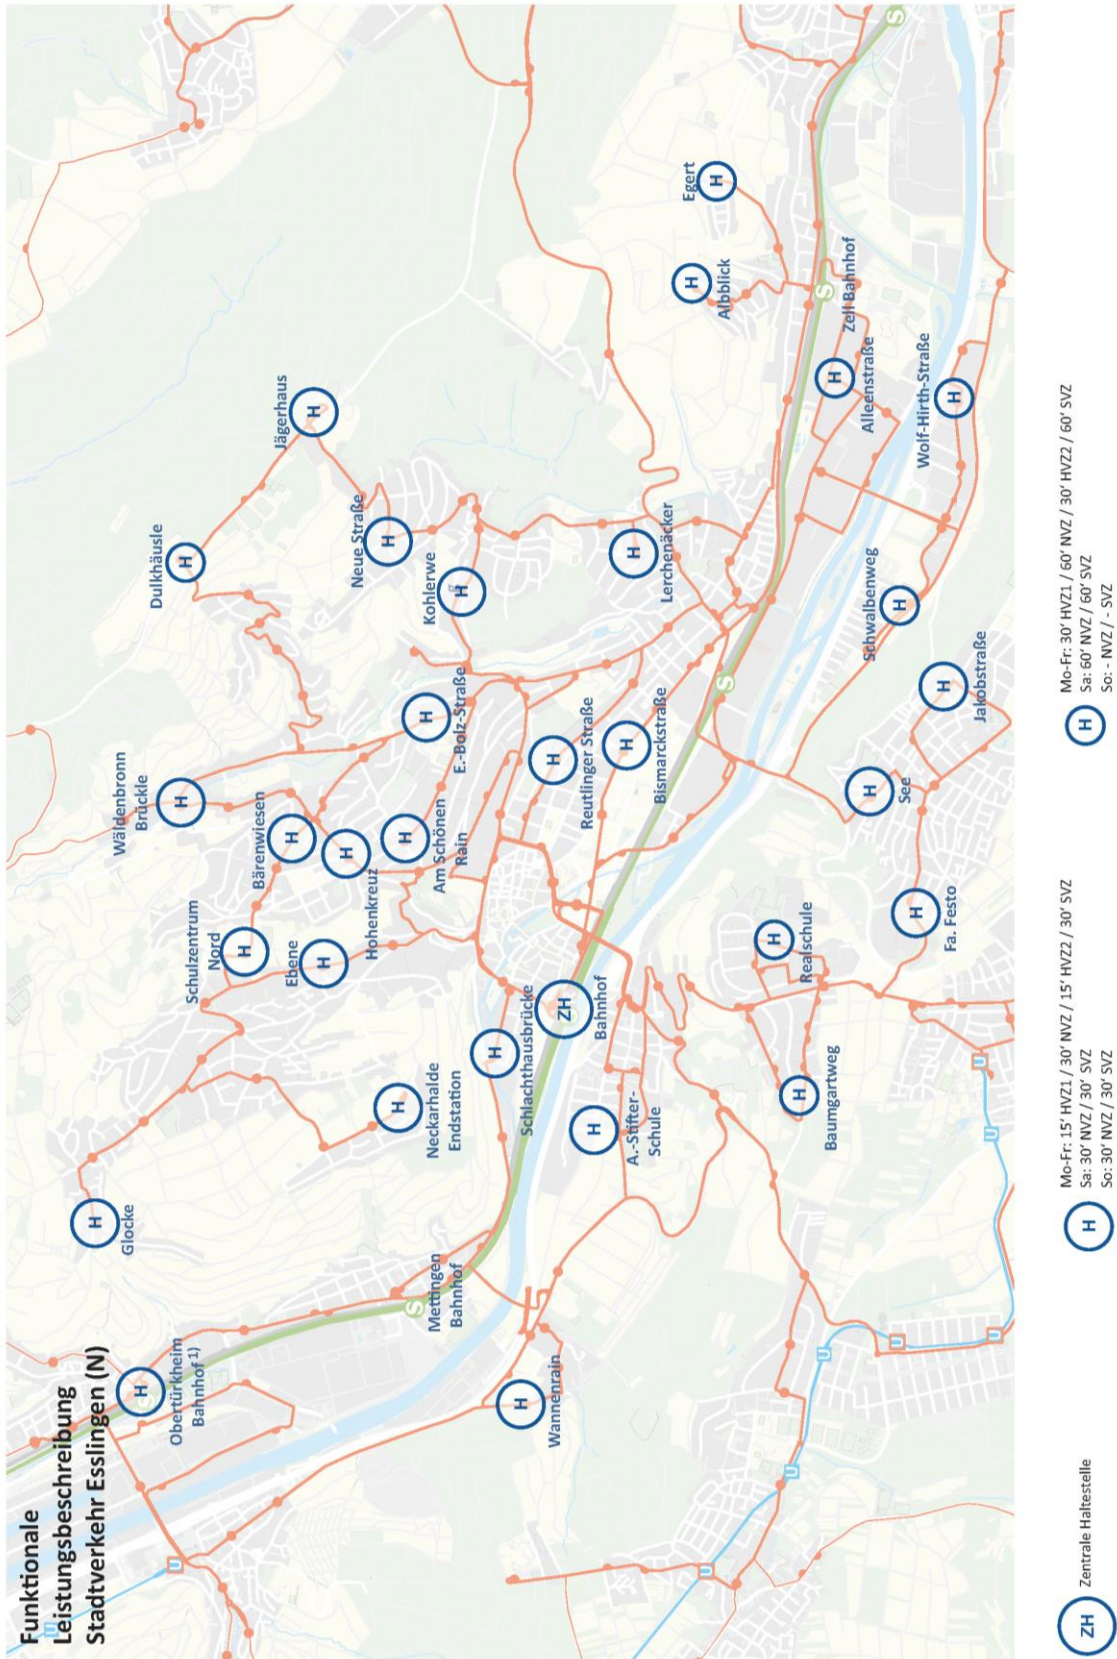 Funktionale
Leistungsbeschreibung
Stadtverkehr Esslingen (N)
Obertürkheim
Bahnhof 1)
H
Glocke
H
Schulzentrum
Nord
H
Wäldenbronn
Brückle
H
Dulkhäusle
H
Jägerhaus
H
Bärenwiesen
H
Ebene
H
Hohenkreuz
H
Neckarhalde
Endstation
H
Am Schönen
Rain
H
E.-Bolz-Straße
H
Neue Straße
H
Kohlerwe
g
H
Mettingen
Bahnhof
S
Schlachthausbrücke
H
Bahnhof
ZH
Reutlinger Straße
H
Bismarckstraße
H
Lerchenäcker
H
Albblick
H
Egert
H
Wannenrain
H
A.-Stifter-
Schule
H
Zell Bahnhof
S
Alleenstraße
H
Wolf-Hirth-Straße
H
Schwalbenweg
H
Baumgartweg
H
Realschule
H
See
H
Jakobstraße
H
Fa. Festo
H
S
S
U
U
U
U
U
U
U
U
U
ZH
Zentrale Haltestelle
H
Mo-Fr: 15' HVZ1 / 30' NVZ / 15' HVZ2 / 30' SVZ
Sa: 30' NVZ / 30' SVZ
So: 30' NVZ / 30' SVZ
H
Mo-Fr: 30' HVZ1 / 60' NVZ / 30' HVZ2 / 60' SVZ
Sa: 60' NVZ / 60' SVZ
So: - NVZ / - SVZ